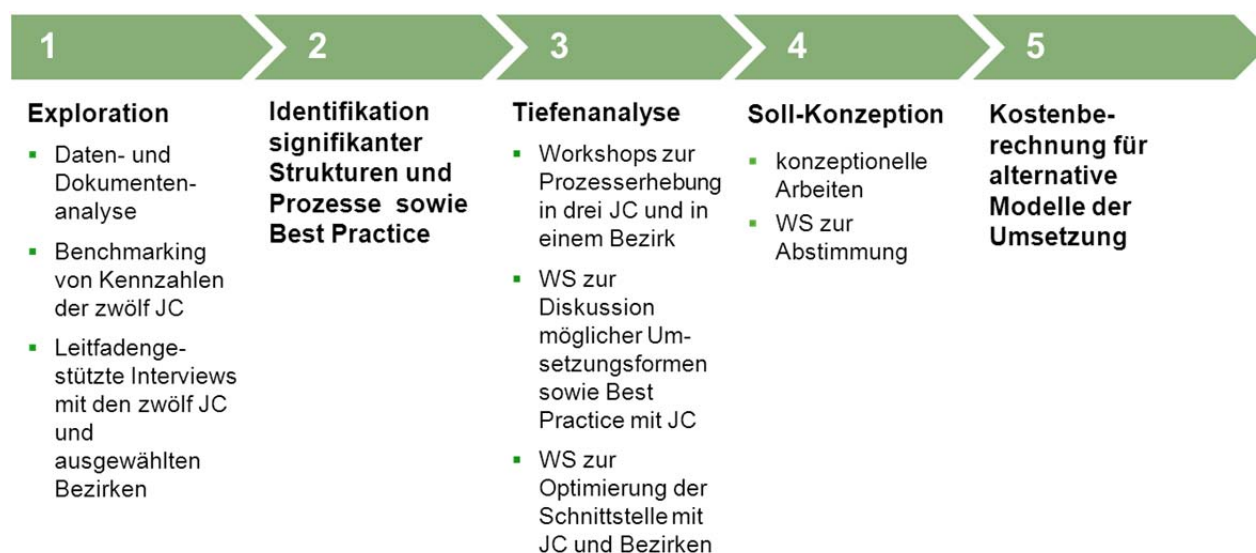 1
2
3
4
5
Exploration
Daten- und
Dokumenten-
analyse
Benchmarking
von Kennzahlen
der zwölf JC
Leitfadenge-
stützte Interviews
mit den zwölf JC
und
ausgewählten
Bezirken
Identifikation
signifikanter
Strukturen und
Prozesse sowie
Best Practice
Tiefenanalyse
Workshops zur
Prozesserhebung
in drei JC und in
einem Bezirk
WS zur
Diskussion
möglicher Um-
setzungsformen
sowie Best
Practice mit JC
WS zur
Optimierung der
Schnittstelle mit
JC und Bezirken
Soll-Konzeption
konzeptionelle
Arbeiten
WS zur
Abstimmung
Kostenbe-
rechnung für
alternative
Modelle der
Umsetzung